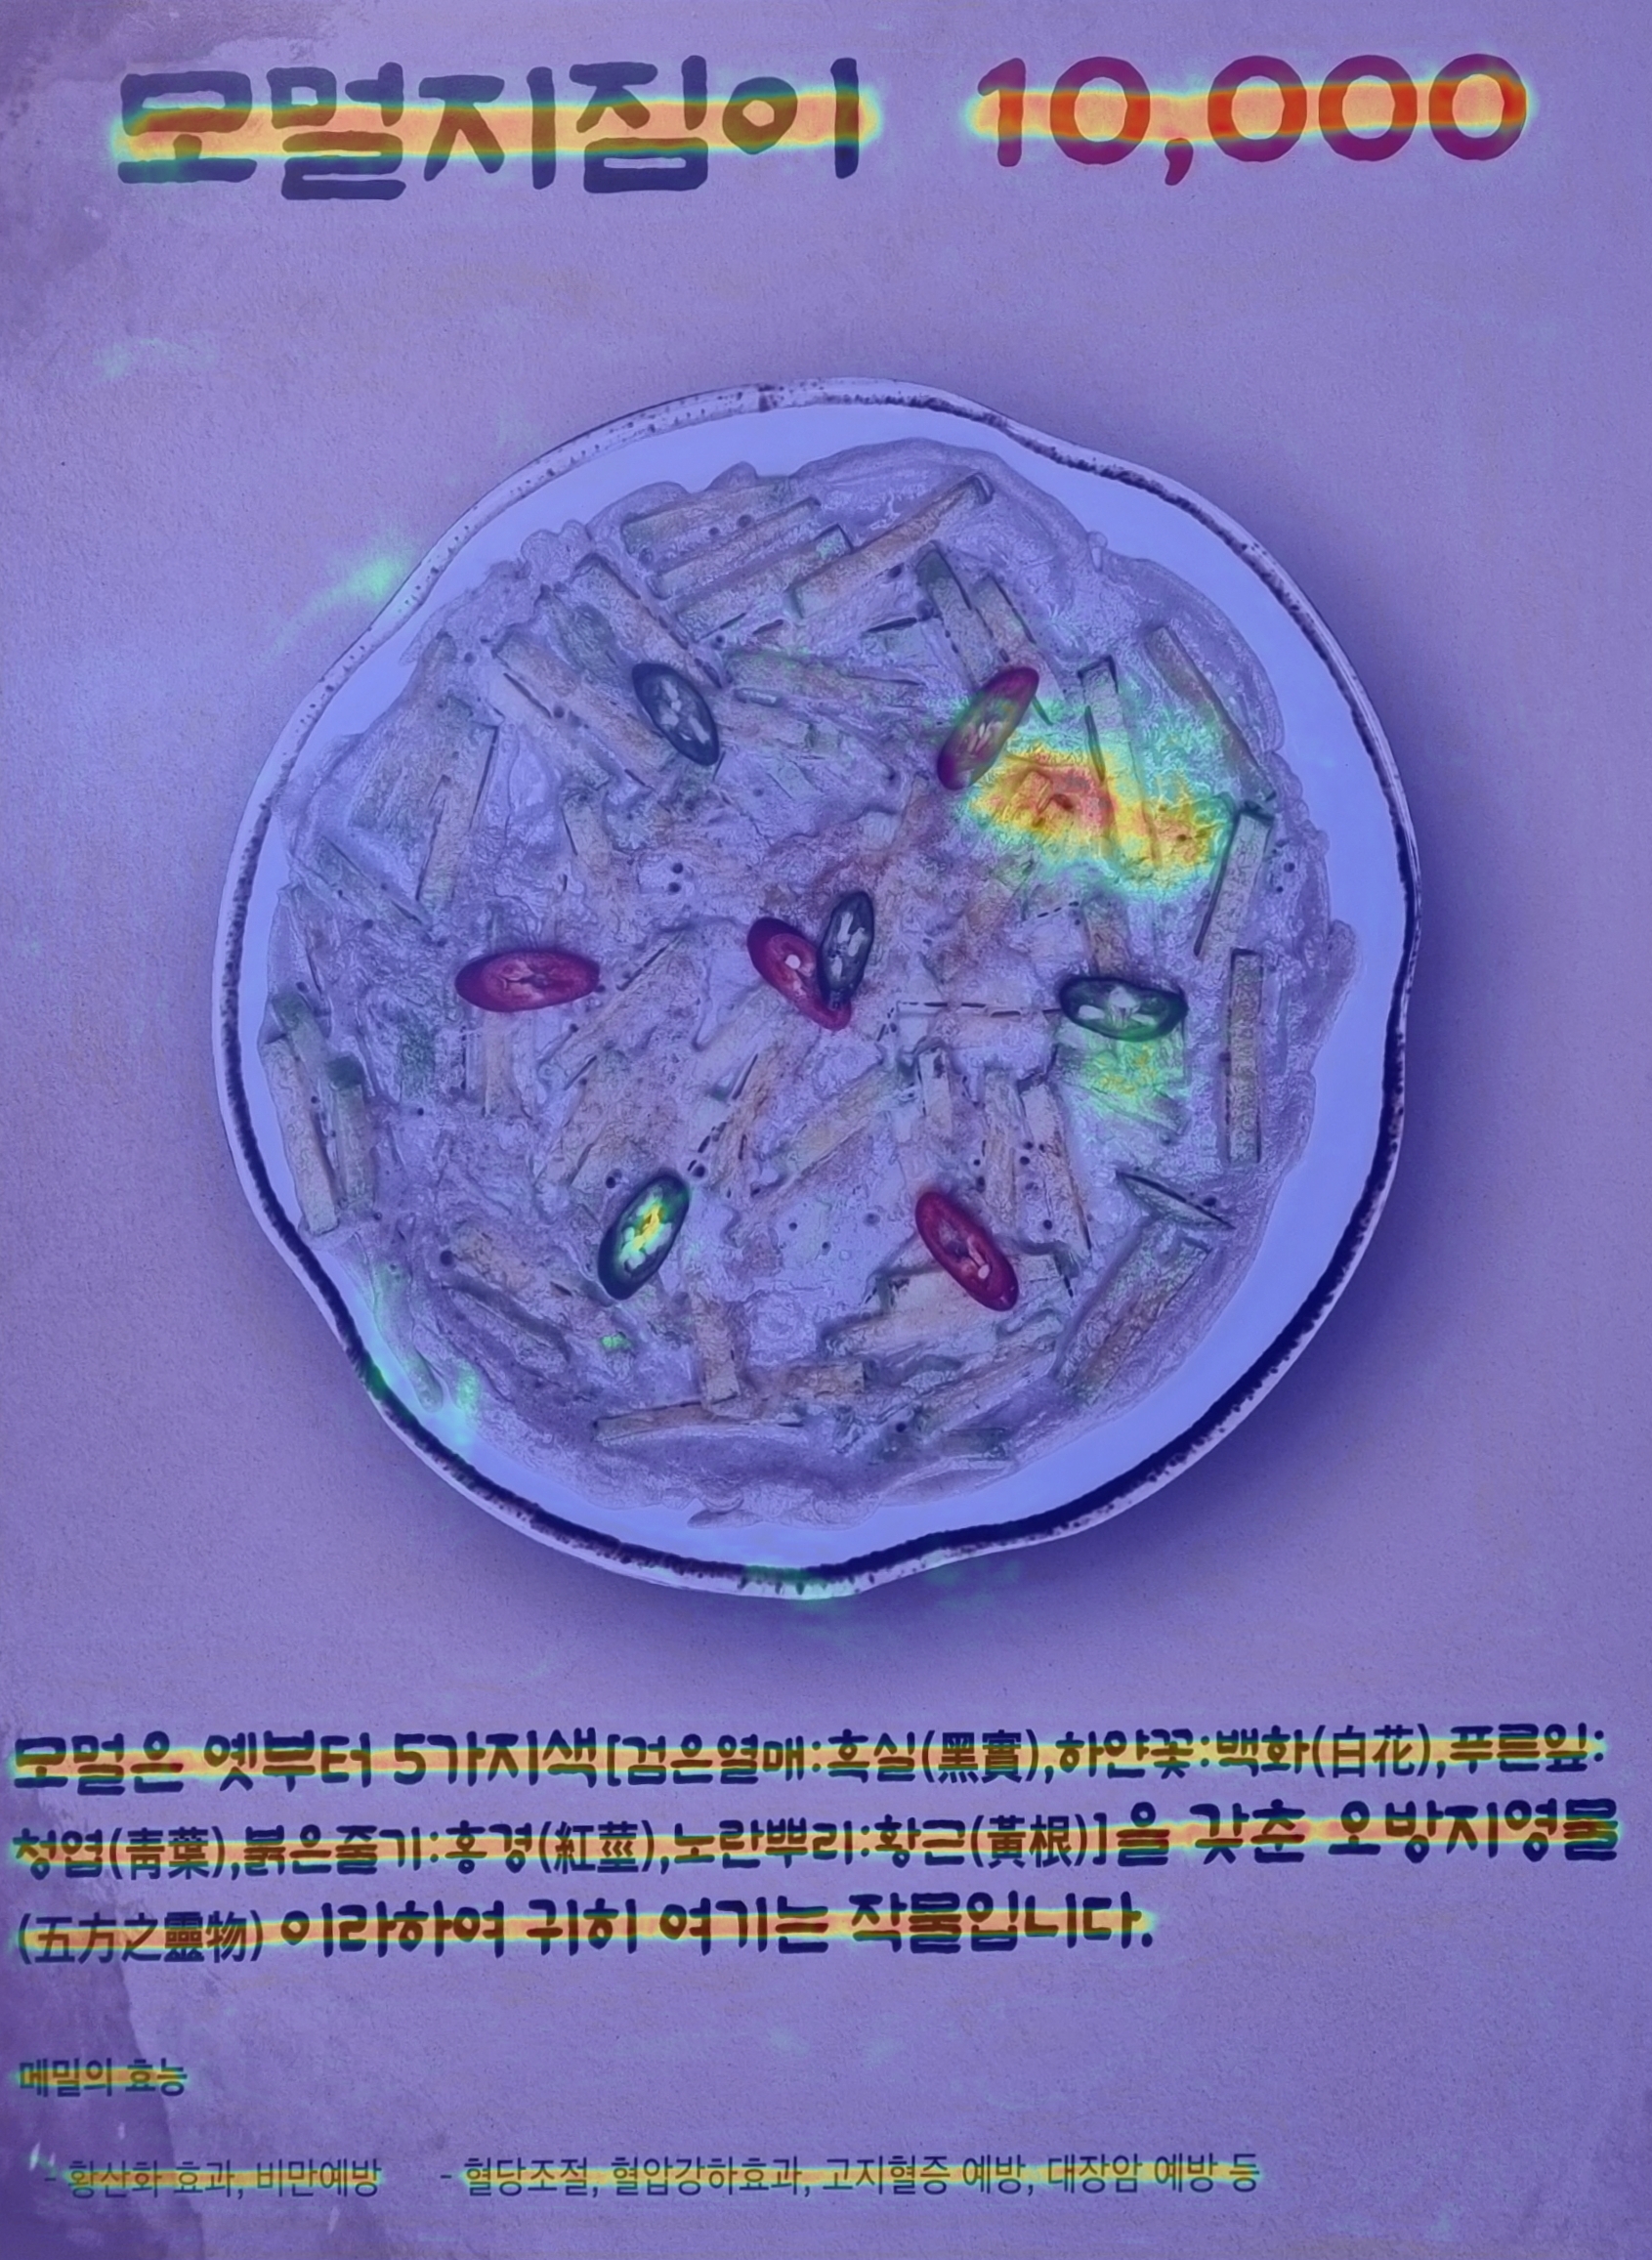 모멀지짐이 10,000
모멀은 옛부터 5가지색[검은열매:흑실(黑實),하얀꽃:백화(白花),푸른잎:
청엽(靑葉),붉은줄기:홍경(紅莖),노란뿌리:황근(黃根)]을 갖춘 오방지영물
(五方之靈物) 이라하여 귀히 여기는 작물입니다.
메밀의 효능
- 황산화 효과, 비만예방 - 혈당조절, 혈압강하효과, 고지혈증 예방, 대장암 예방 등